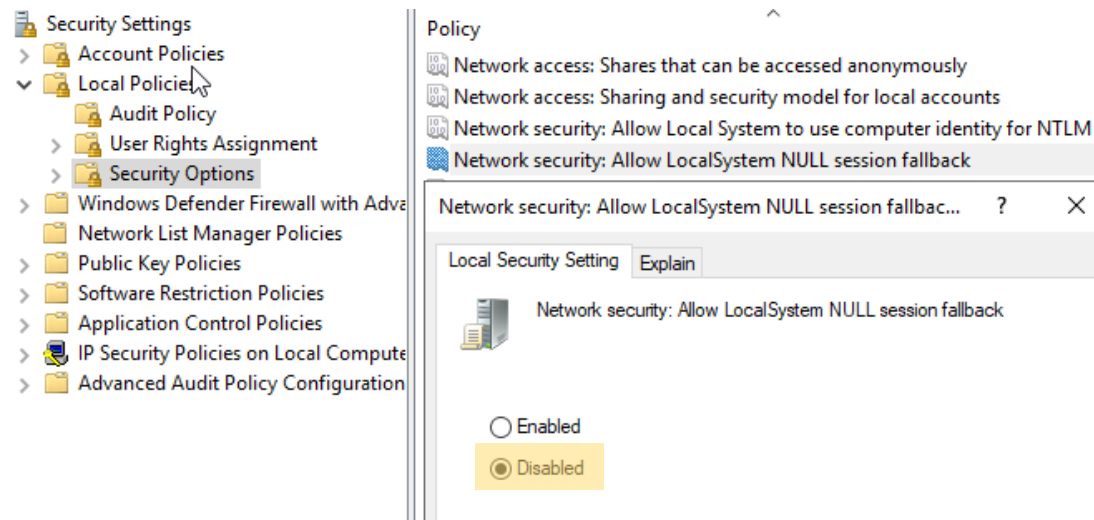 Security Settings
Account Policies
Local Policies
Audit Policy
User Rights Assignment
Security Options
Windows Defender Firewall with Adva
Network List Manager Policies
Public Key Policies
Software Restriction Policies
Application Control Policies
IP Security Policies on Local Compute
Advanced Audit Policy Configuration
Policy
Network access: Shares that can be accessed anonymously
Network access: Sharing and security model for local accounts
Network security: Allow Local System to use computer identity for NTLM
Network security: Allow LocalSystem NULL session fallback
Network security: Allow LocalSystem NULL session fallbac... ?
Local Security Setting Explain
Network security: Allow LocalSystem NULL session fallback
Enabled
Disabled